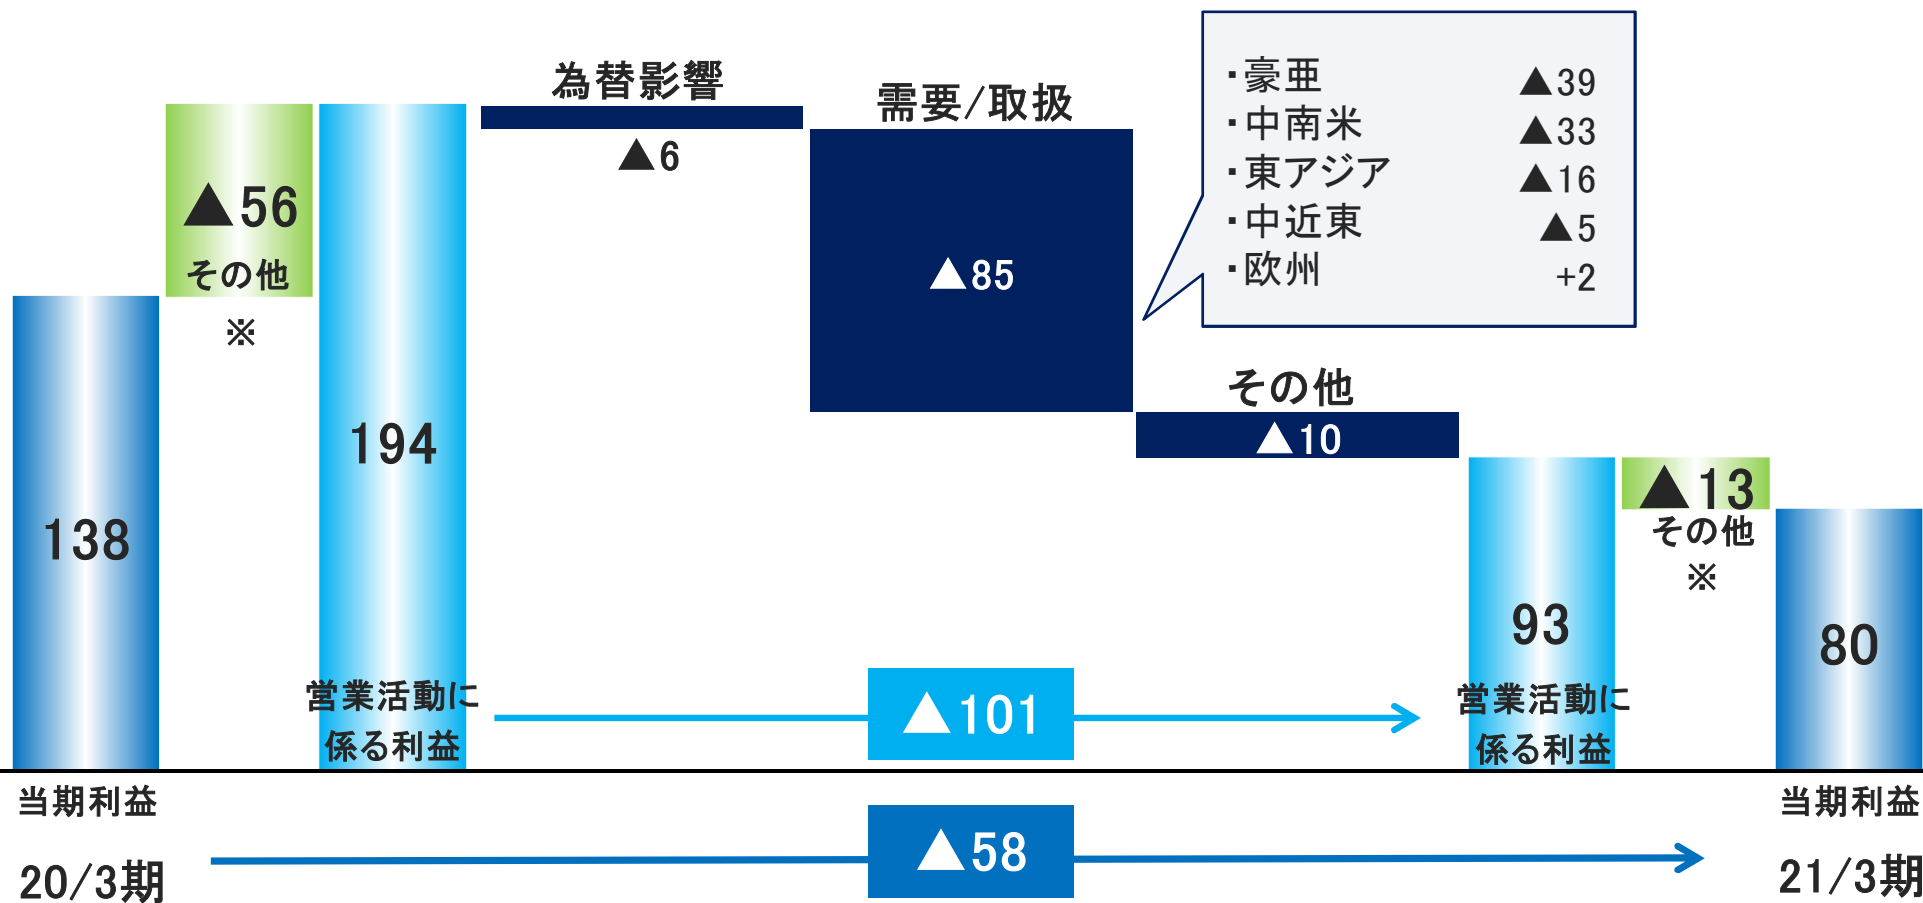 138
当期利益
20/3期
▲56
その他
※
194
営業活動に
係る利益
為替影響
▲6
需要/取扱
▲85
・豪亜 ▲39
・中南米 ▲33
・東アジア ▲16
・中近東 ▲5
・欧州 +2
その他
▲10
93
営業活動に
係る利益
▲13
その他
※
80
当期利益
21/3期
▲101
▲58